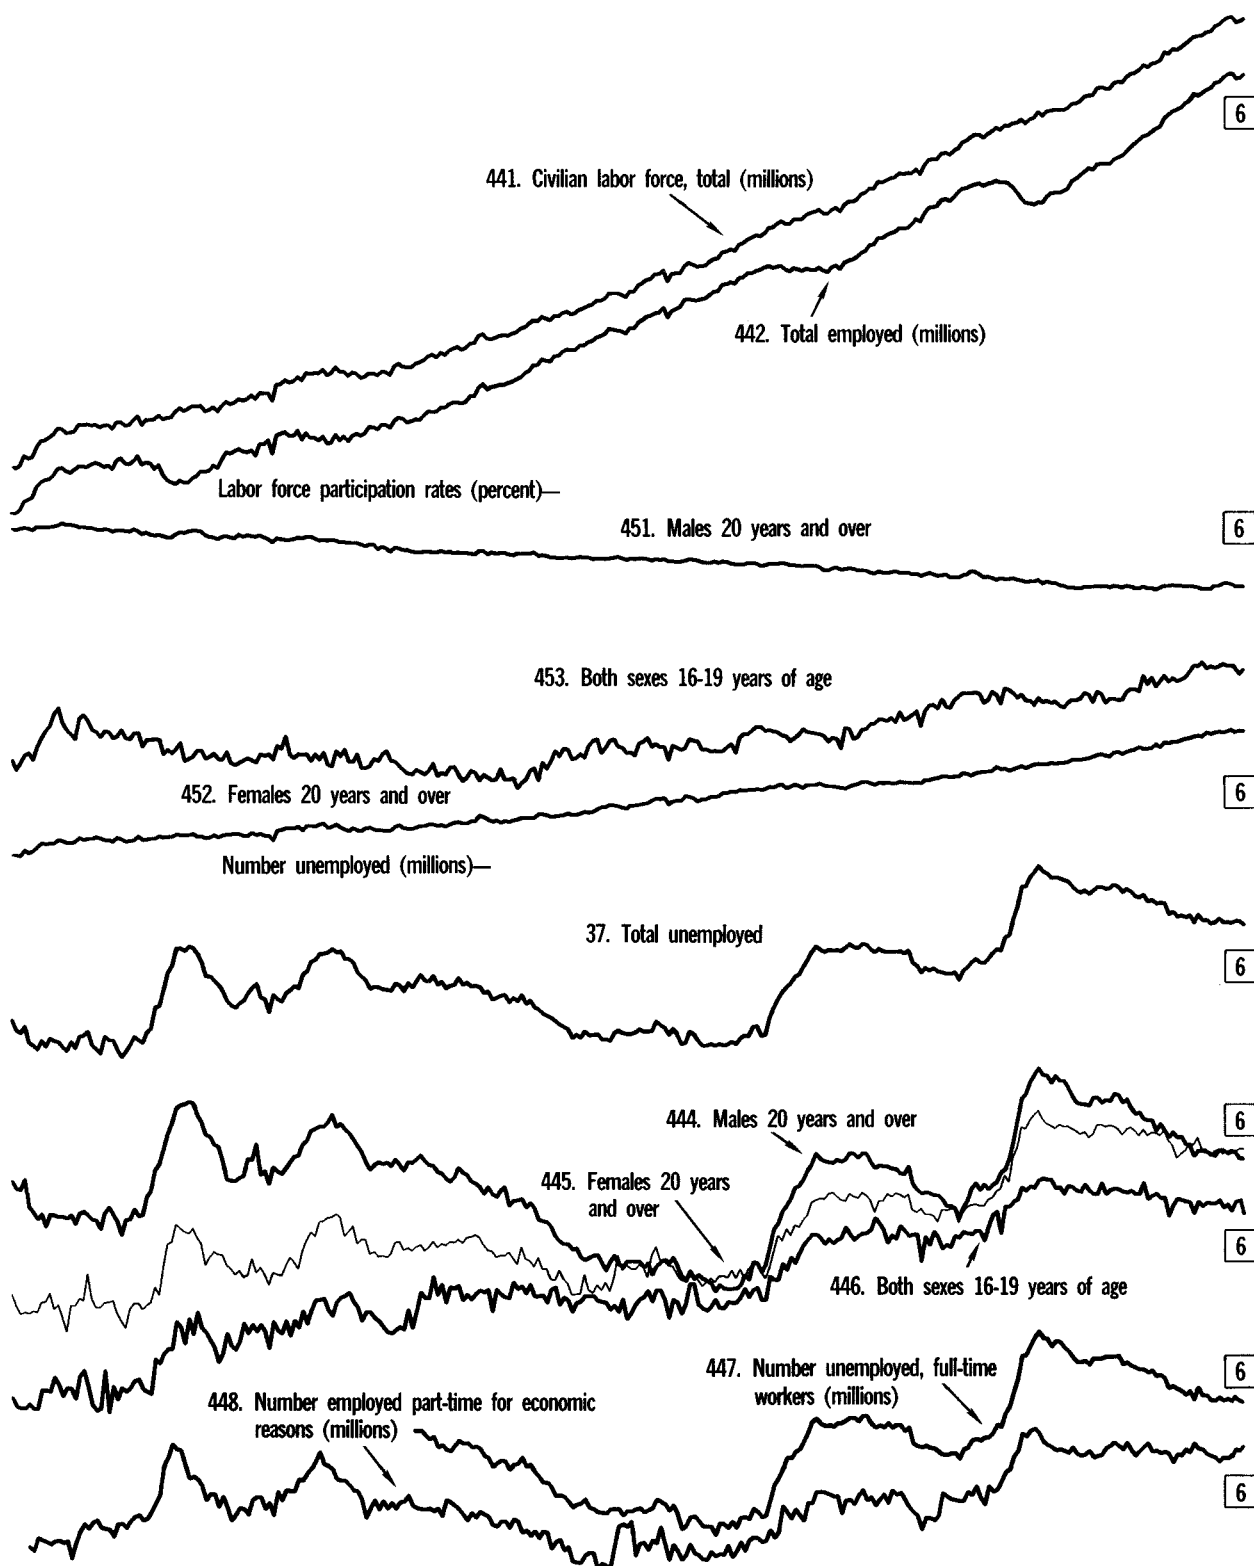 6
441. Civilian labor force, total (millions)
442. Total employed (millions)
Labor force participation rates (percent)—
451. Males 20 years and over
6
453. Both sexes 16-19 years of age
452. Females 20 years and over
6
Number unemployed (millions)—
37. Total unemployed
6
444. Males 20 years and over
6
445. Females 20 years
and over
6
446. Both sexes 16-19 years of age
447. Number unemployed, full-time
workers (millions)
6
448. Number employed part-time for economic
reasons (millions)
6